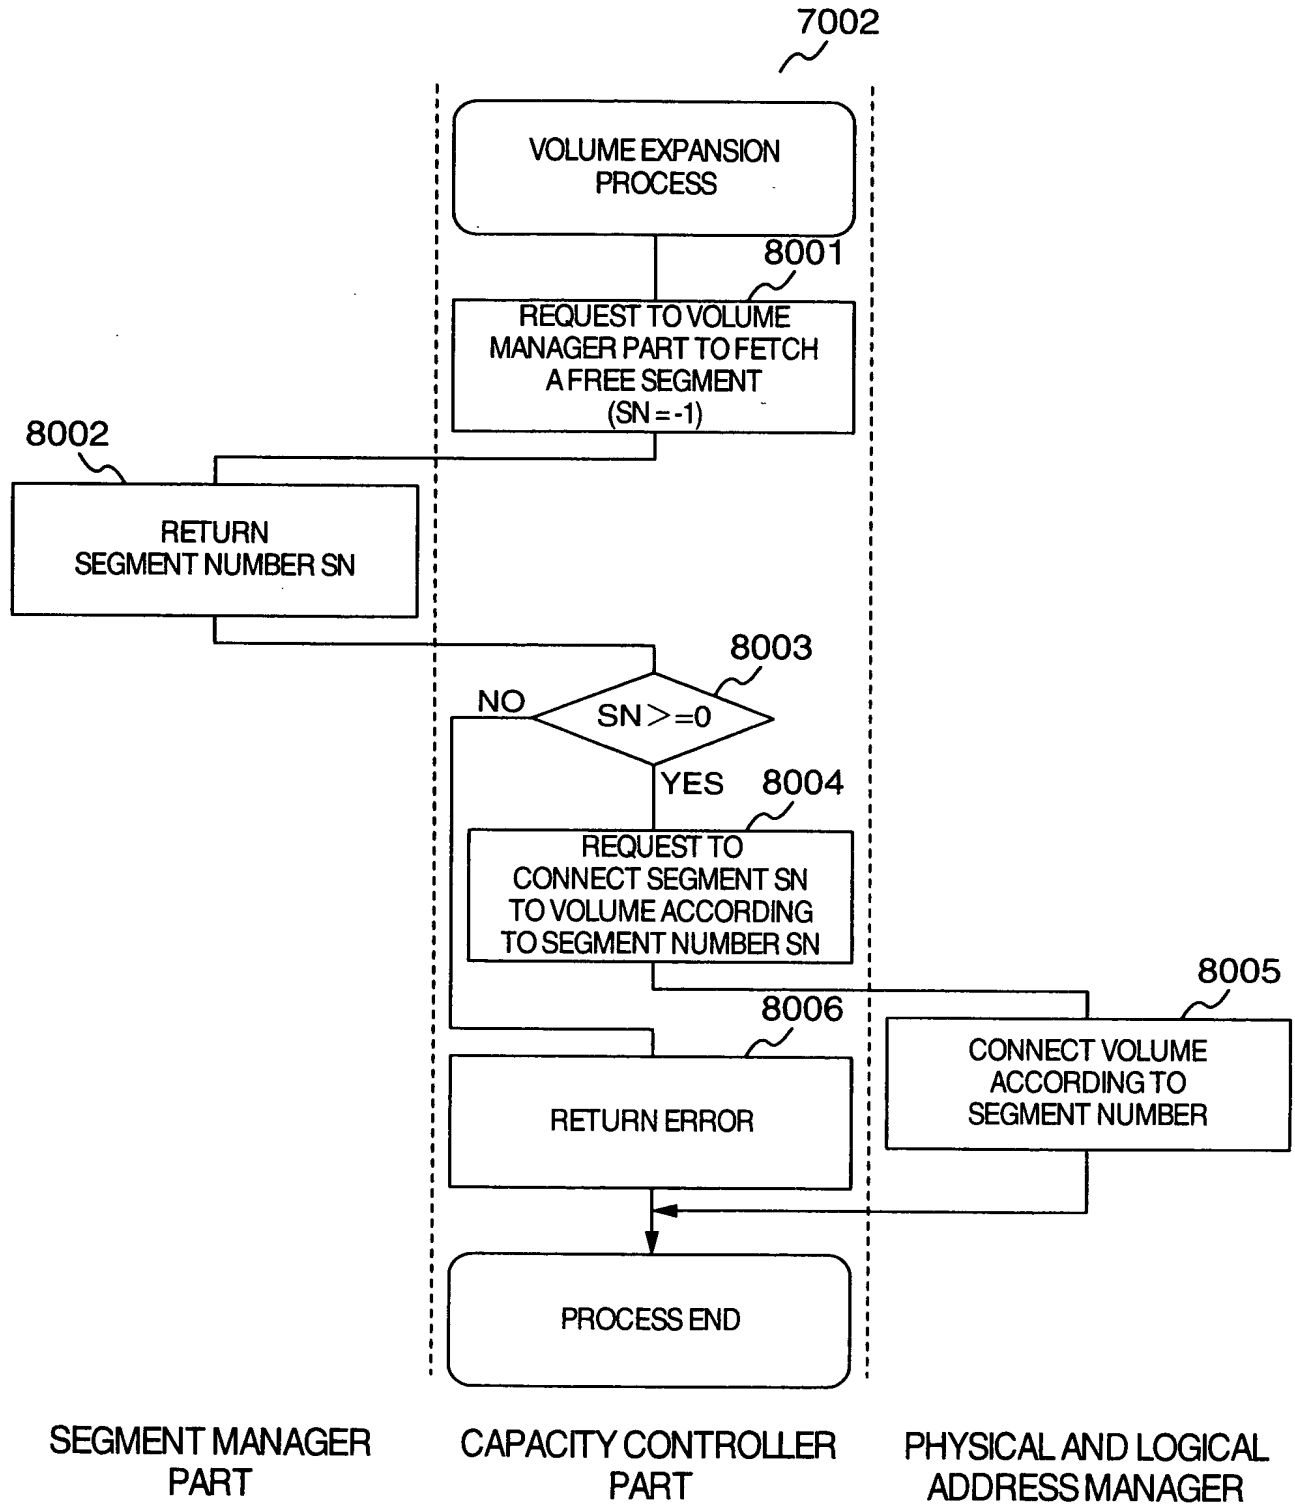 7002
VOLUME EXPANSION
PROCESS
8001
REQUEST TO VOLUME
MANAGER PART TO FETCH
A FREE SEGMENT
(SN = -1)
8002
RETURN
SEGMENT NUMBER SN
8003
NO
SN >=0
YES
8004
REQUEST TO
CONNECT SEGMENT SN
TO VOLUME ACCORDING
TO SEGMENT NUMBER SN
8005
CONNECT VOLUME
ACCORDING TO
SEGMENT NUMBER
8006
RETURN ERROR
PROCESS END
SEGMENT MANAGER
PART
CAPACITY CONTROLLER
PART
PHYSICAL AND LOGICAL
ADDRESS MANAGER